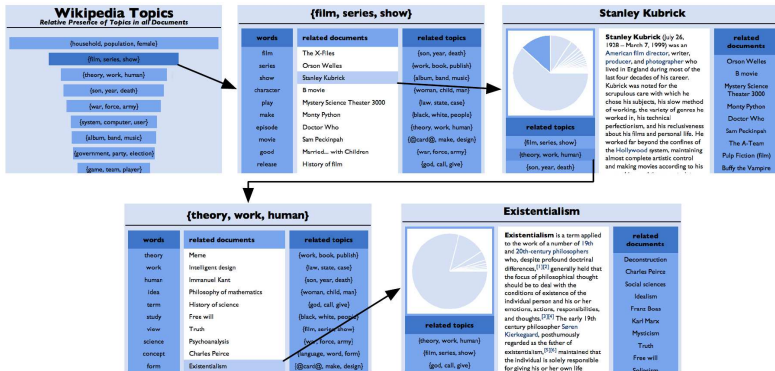 Wikipedia Topics
Relative Presence of Topics in all Documents
{household, population, female}
{film, series, show}
{theory, work, human}
{son, year, death}
{war, force, army}
{system, computer, user}
{album, band, music}
{government, party, election}
{game, team, player}
{film, series, show}
words related documents related topics
film The X-Files {son, year, death}
series Orson Welles {work, book, publish}
show Stanley Kubrick {album, band, music}
character B movie {woman, child, man}
play Mystery Science Theater 3000 {law, state, case}
make Monty Python {black, white, people}
episode Doctor Who {theory, work, human}
movie Sam Peckinpah {@card@, make, design}
good Married... with Children {war, force, army}
release History of film {god, call, give}
Stanley Kubrick
related topics
{film, series, show}
{theory, work, human}
{son, year, death}
Stanley Kubrick (July 26,
1928 – March 7, 1999) was an
American film director, writer,
producer, and photographer who
lived in England during most of the
last four decades of his career.
Kubrick was noted for the
scrupulous care with which he
chose his subjects, his slow method
of working, the variety of genres he
worked in, his technical
perfectionism, and his reclusiveness
about his films and personal life. He
worked far beyond the confines of
the Hollywood system, maintaining
almost complete artistic control
and making movies according to his
related
documents
Orson Welles
B movie
Mystery Science
Theater 3000
Monty Python
Doctor Who
Sam Peckinpah
The A-Team
Pulp Fiction (film)
Buffy the Vampire
{theory, work, human}
words related documents related topics
theory Meme {work, book, publish}
work Intelligent design {law, state, case}
human Immanuel Kant {son, year, death}
idea Philosophy of mathematics {woman, child, man}
term History of science {god, call, give}
study Free will {black, white, people}
view Truth {film, series, show}
science Psychoanalysis {war, force, army}
concept Charles Peirce {language, word, form}
form Existentialism {@card@, make, design}
Existentialism
related topics
{theory, work, human}
{film, series, show}
{god, call, give}
Existentialism is a term applied
to the work of a number of 19th
and 20th-century philosophers
who, despite profound doctrinal
differences,[1][2] generally held that
the focus of philosophical thought
should be to deal with the
conditions of existence of the
individual person and his or her
emotions, actions, responsibilities,
and thoughts.[3][4] The early 19th
century philosopher Søren
Kierkegaard, posthumously
regarded as the father of
existentialism,[5][6] maintained that
the individual is solely responsible
for giving his or her own life
related
documents
Deconstruction
Charles Peirce
Social sciences
Idealism
Franz Boas
Karl Marx
Mysticism
Truth
Free will